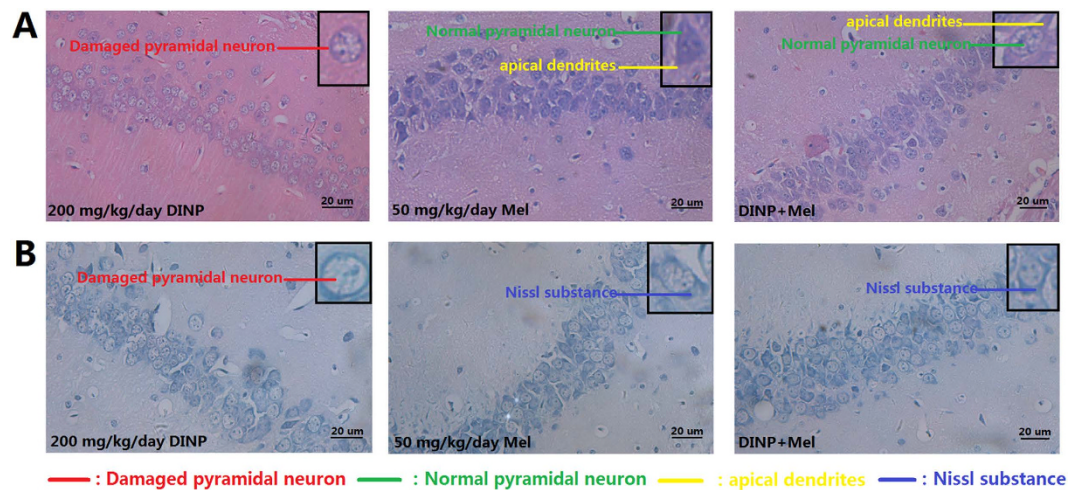 A
Damaged pyramidal neuron
200 mg/kg/day DINP
20 um
Normal pyramidal neuron
apical dendrites
50 mg/kg/day Mel
20 um
apical dendrites
Normal pyramidal neuron
DINP+Mel
20 um
B
Damaged pyramidal neuron
200 mg/kg/day DINP
20 um
Nissl substance
50 mg/kg/day Mel
20 um
Nissl substance
DINP+Mel
20 um
: Damaged pyramidal neuron : Normal pyramidal neuron : apical dendrites : Nissl substance